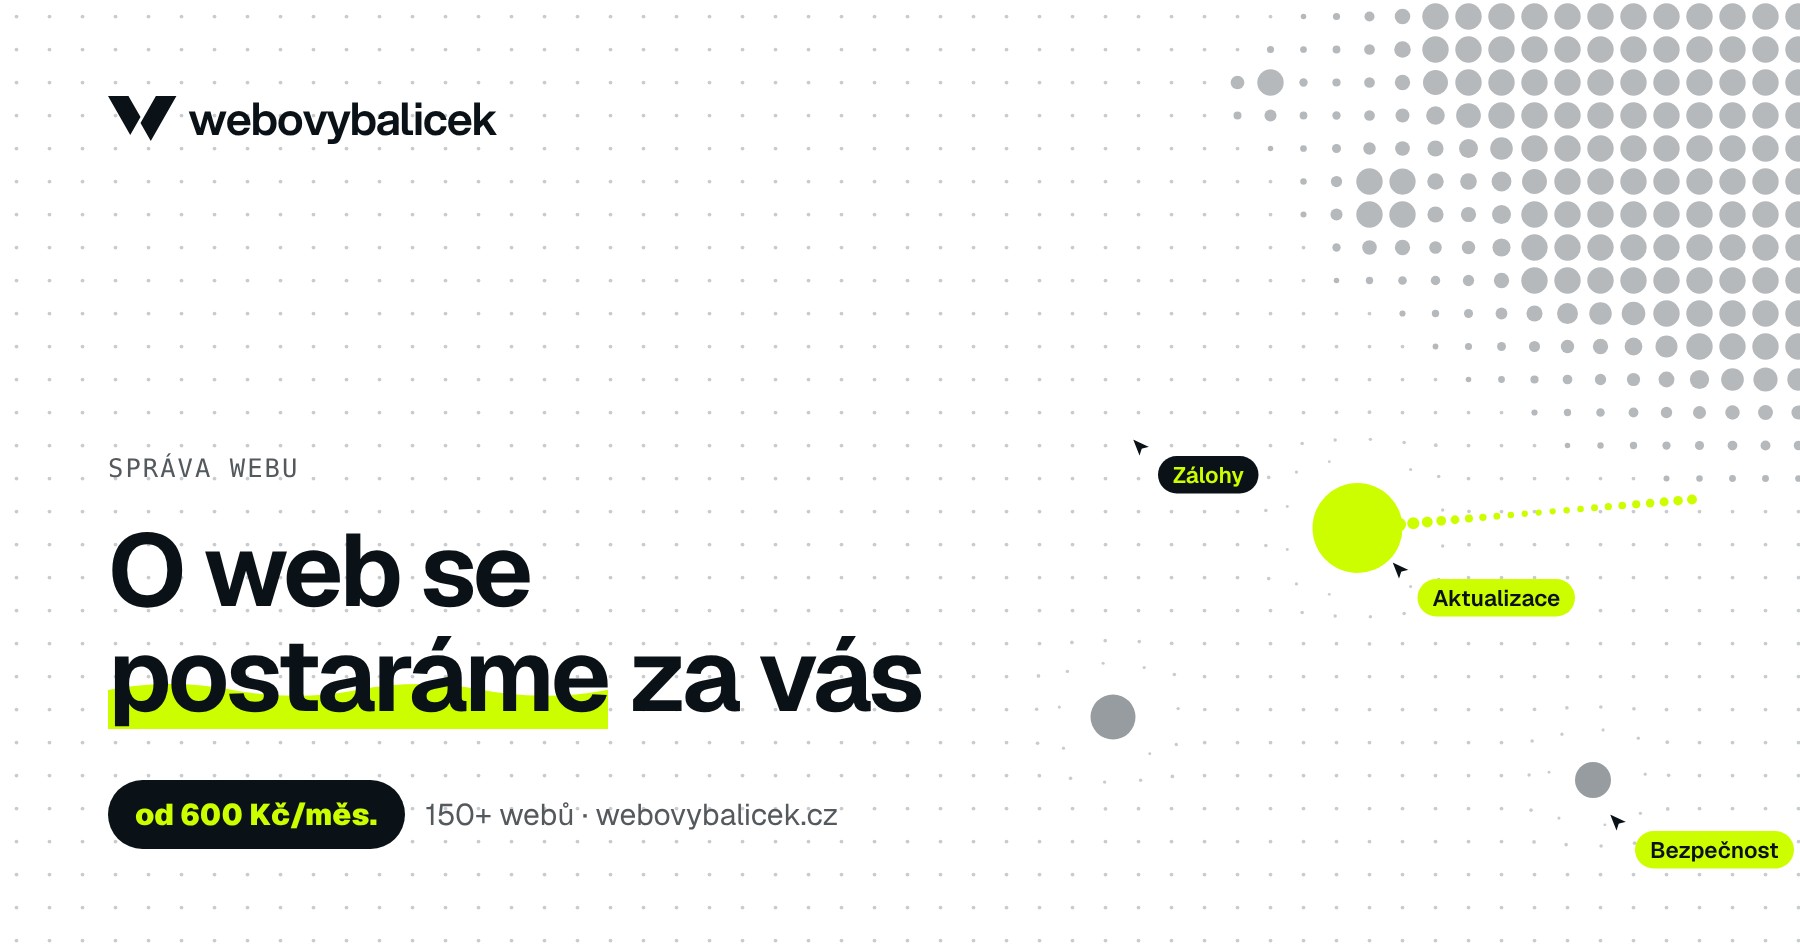 webovybalicek
SPRÁVA WEBU
O web se
postaráme za vás
od 600 Kč/měs.
150+ webů · webovybalicek.cz
Zálohy
Aktualizace
Bezpečnost